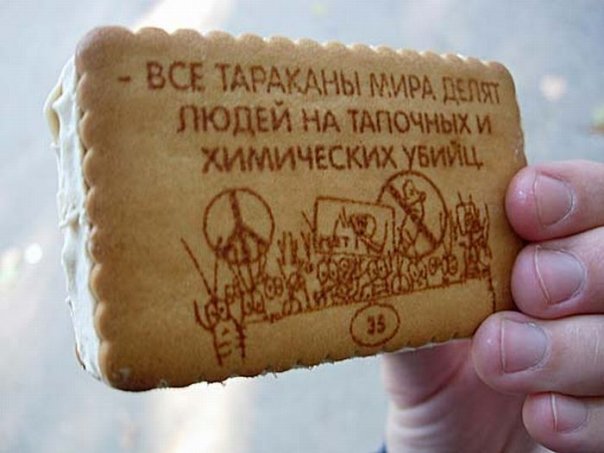 - ВСЕ ТАРАКАНЫ МИРА ДЕЛЯТ
ЛЮДЕЙ НА ТАПОЧНЫХ И
ХИМИЧЕСКИХ УБИЙЦ
35